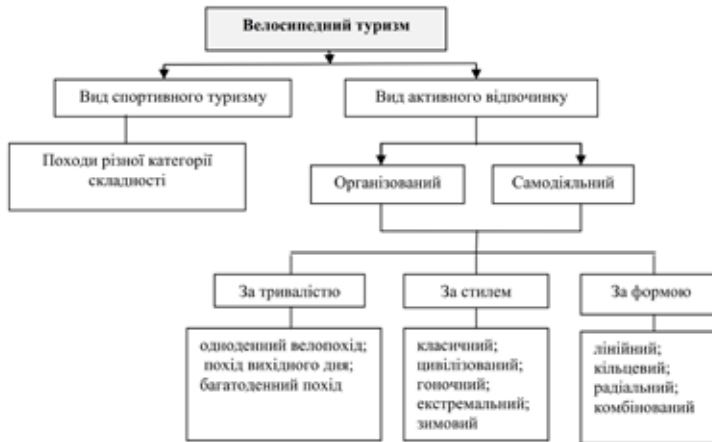 Велосипедний туризм
Вид спортивного туризму
Вид активного відпочинку
Походи різної категорії
складності
Організований
Самодіяльний
За тривалістю
За стилем
За формою
одноденний велопохід;
похід вихідного дня;
багатоденний похід
класичний;
цивілізований;
гоночний;
екстремальний;
зимовий
лінійний;
кільцевий;
радіальний;
комбінований